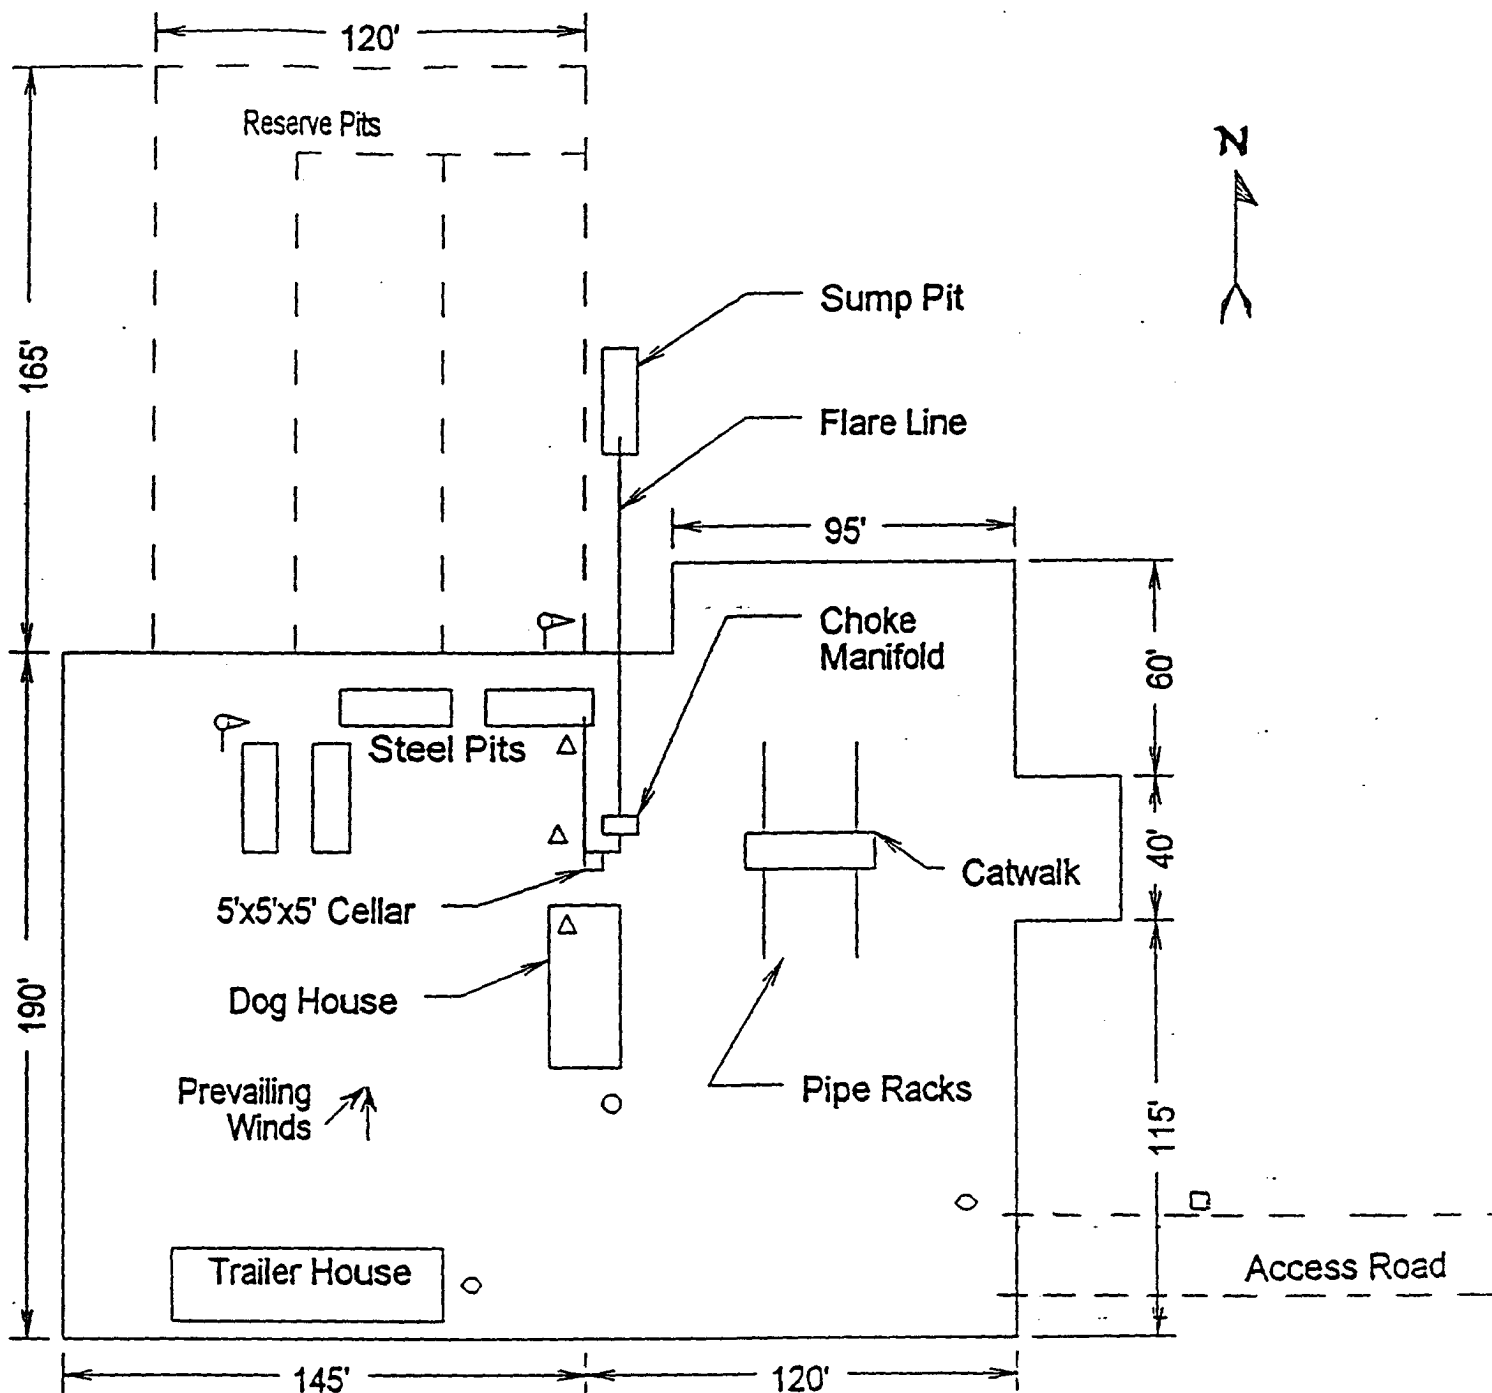 120'
Reserve Pits
N
165'
Sump Pit
Flare Line
95'
Choke
Manifold
60'
Steel Pits
40'
Catwalk
5'x5'x5' Cellar
190'
Dog House
Prevailing
Winds
Pipe Racks
115'
Trailer House
Access Road
145'
120'